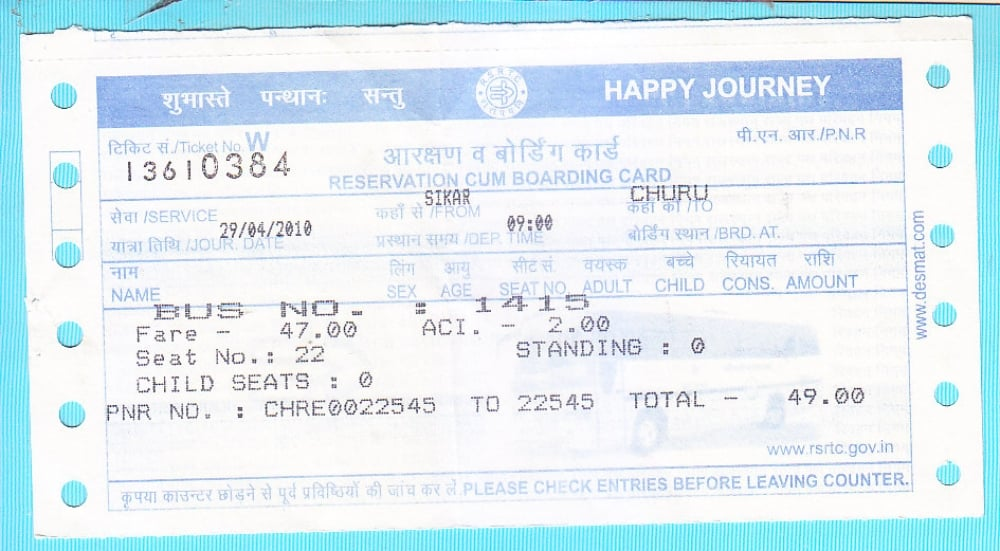 शुभास्ते पन्थानः सन्तु HAPPY JOURNEY
टिकिट सं./Ticket No. W
13610384
पी.एन. आर./P.N.R
आरक्षण व बोर्डिंग कार्ड
RESERVATION CUM BOARDING CARD
SIKAR CHURU
सेवा /SERVICE कहाँ से /FROM कहाँ को /TO
29/04/2010 09:00
यात्रा तिथि /JOUR. DATE प्रस्थान समय /DEP. TIME बोर्डिंग स्थान /BRD. AT.
नाम लिंग आयु सीट सं. वयस्क बच्चे रियायत राशि
NAME SEX AGE SEAT NO. ADULT CHILD CONS. AMOUNT
BUS NO. : 1415
Fare - 47.00 ACI. - 2.00
Seat No.: 22 STANDING : 0
CHILD SEATS : 0
PNR NO. : CHRE0022545 TO 22545 TOTAL - 49.00
www.rsrtc.gov.in
कृपया काउन्टर छोड़ने से पूर्व प्रविष्ठियों की जांच कर लें.PLEASE CHECK ENTRIES BEFORE LEAVING COUNTER.
www.desmat.com